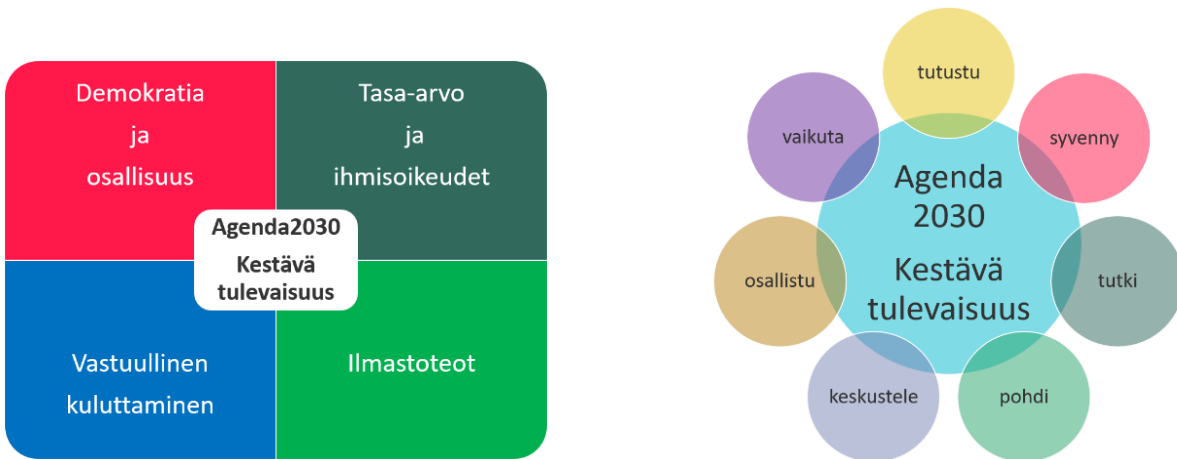 Demokratia
ja
osallisuus
Tasa-arvo
ja
ihmisoikeudet
Agenda2030
Kestävä
tulevaisuus
Vastuullinen
kuluttaminen
Ilmastoteot
tutustu
syvenny
tutki
pohdi
keskustele
osallistu
vaikuta
Agenda
2030
Kestävä
tulevaisuus